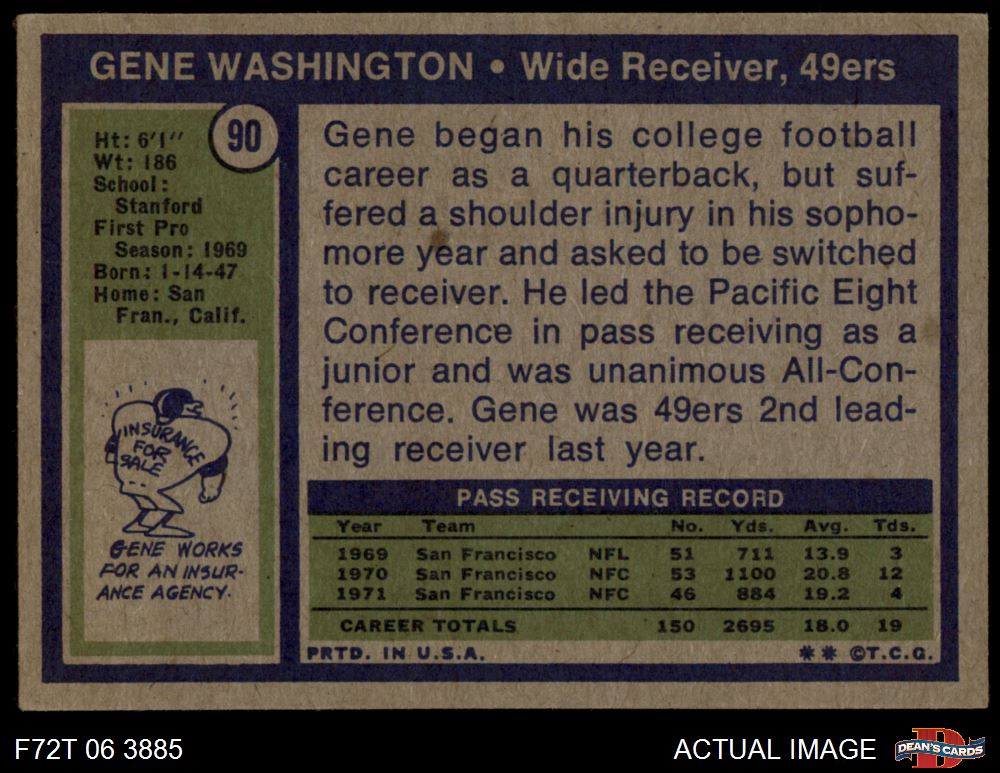 GENE WASHINGTON • Wide Receiver, 49ers
90
Ht: 6'1''
Wt: 186
School:
Stanford
First Pro
Season: 1969
Born: 1-14-47
Home: San
Fran., Calif.
INSURANCE
FOR
SALE
GENE WORKS
FOR AN INSUR-
ANCE AGENCY.
Gene began his college football
career as a quarterback, but suf-
fered a shoulder injury in his sopho-
more year and asked to be switched
to receiver. He led the Pacific Eight
Conference in pass receiving as a
junior and was unanimous All-Con-
ference. Gene was 49ers 2nd lead-
ing receiver last year.
PASS RECEIVING RECORD
Year Team No. Yds. Avg. Tds.
1969 San Francisco NFL 51 711 13.9 3
1970 San Francisco NFC 53 1100 20.8 12
1971 San Francisco NFC 46 884 19.2 4
CAREER TOTALS 150 2695 18.0 19
PRTD. IN U.S.A. ** ©T.C.G.
F72T 06 3885 ACTUAL IMAGE D DEAN'S CARDS